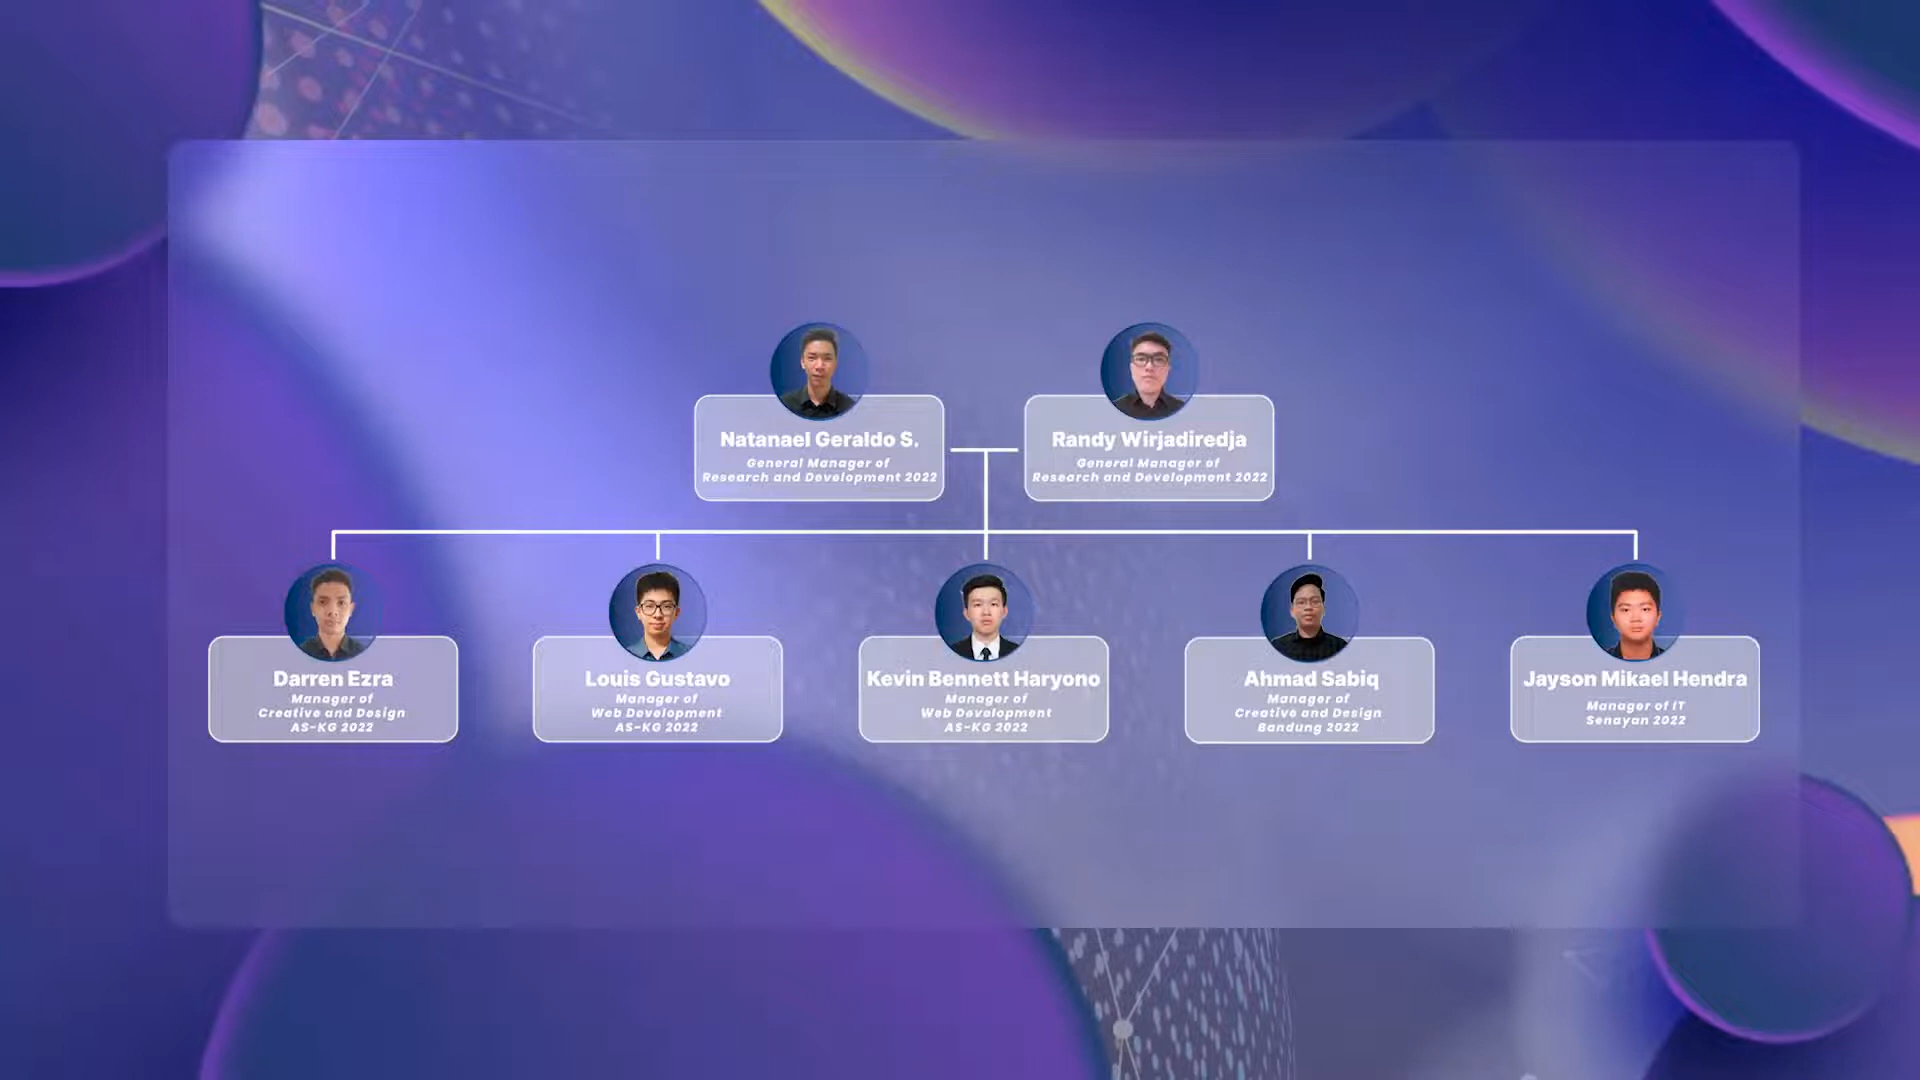 Natanael Geraldo S.
General Manager of
Research and Development 2022
Randy Wirjadiredja
General Manager of
Research and Development 2022
Darren Ezra
Manager of
Creative and Design
AS-KG 2022
Louis Gustavo
Manager of
Web Development
AS-KG 2022
Kevin Bennett Haryono
Manager of
Web Development
AS-KG 2022
Ahmad Sabiq
Manager of
Creative and Design
Bandung 2022
Jayson Mikael Hendra
Manager of IT
Senayan 2022